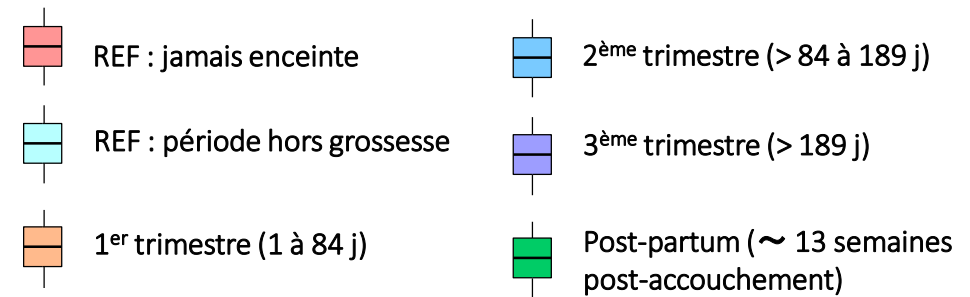 REF : jamais enceinte
REF : période hors grossesse
1er trimestre (1 à 84 j)
2ème trimestre (> 84 à 189 j)
3ème trimestre (> 189 j)
Post-partum (～ 13 semaines
post-accouchement)